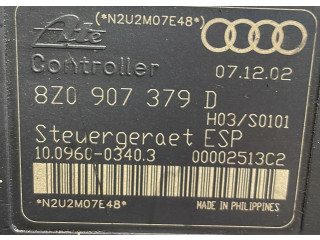 (*N2U2M07E48*)
Ate
Controller
07.12.02
8Z0 907 379 D
H03/S0101
Steuergeraet ESP
10.0960-0340.3 00002513C2
*N2U2M07E48*
MADE IN PHILIPPINES